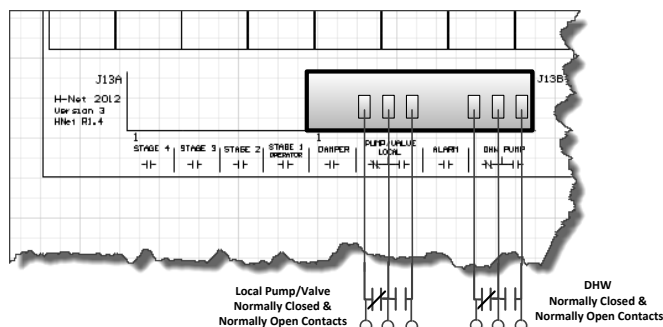 J13A
J13B
H-Net 2012
Version 3
HNet R1.4
1
1
STAGE 4
STAGE 3
STAGE 2
STAGE 1
OPERATOR
DAMPER
PUMP/VALVE
LOCAL
ALARM
DHW PUMP
Local Pump/Valve
Normally Closed &
Normally Open Contacts
DHW
Normally Closed &
Normally Open Contacts